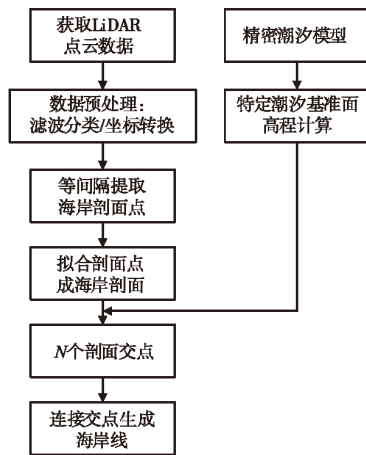 获取LiDAR
点云数据
精密潮汐模型
数据预处理：
滤波分类/坐标转换
特定潮汐基准面
高程计算
等间隔提取
海岸剖面点
拟合剖面点
成海岸剖面
N个剖面交点
连接交点生成
海岸线